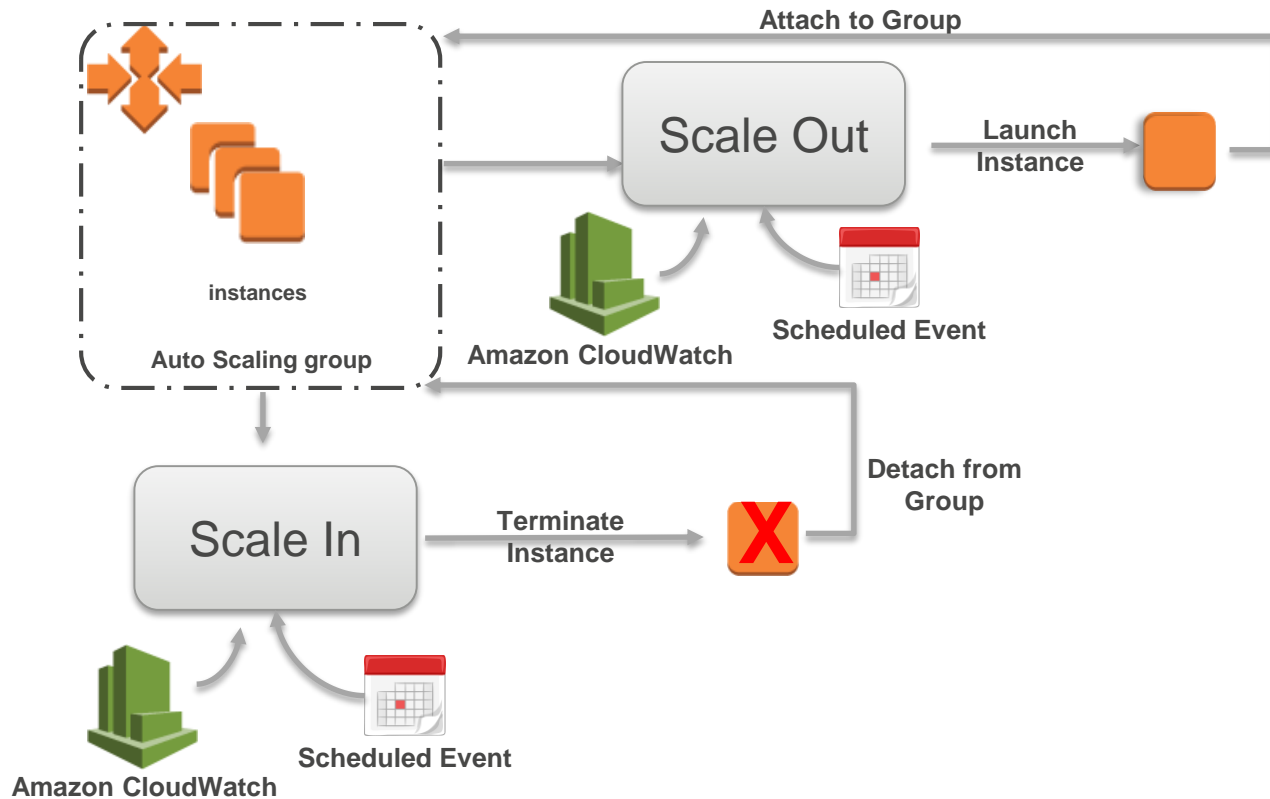 Attach to Group
Scale Out
Launch
Instance
instances
Scheduled Event
Amazon CloudWatch
Auto Scaling group
Detach from
Group
Scale In
Terminate
Instance
X
Scheduled Event
Amazon CloudWatch